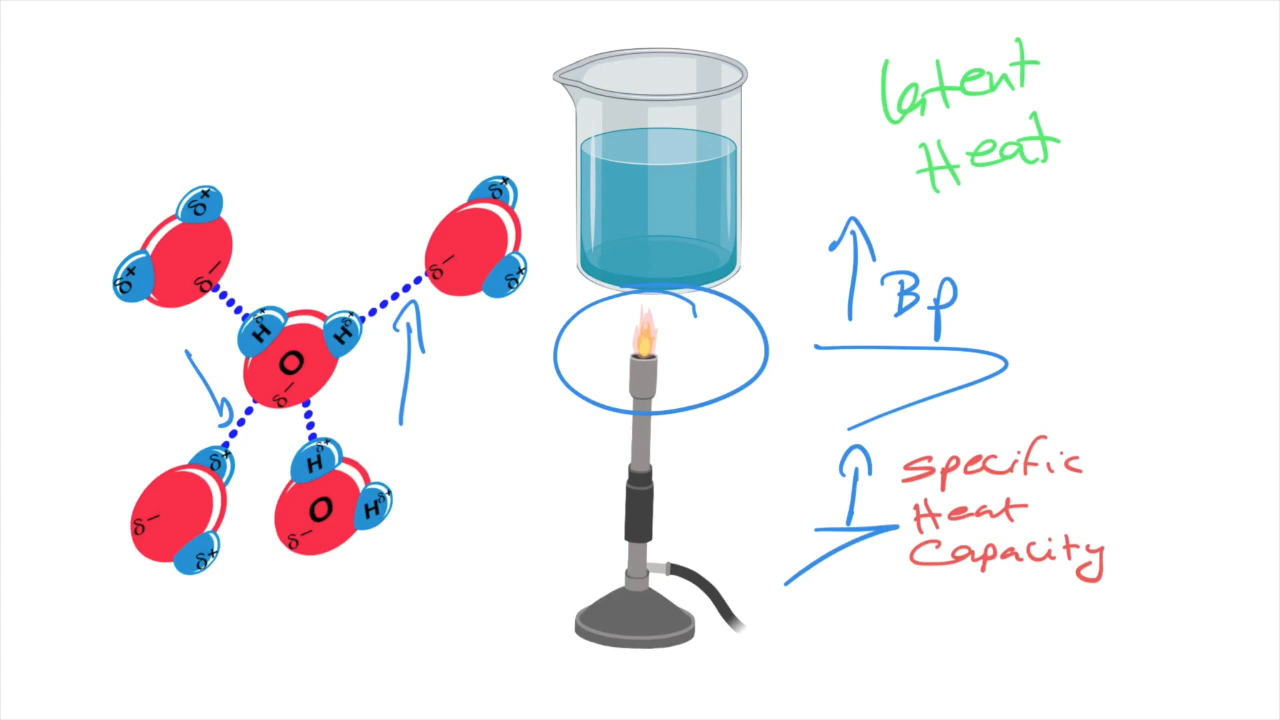 Latent
Heat
Bp
Specific
Heat
Capacity
δ+
δ+
δ-
δ+
δ-
δ+
H δ+
H δ+
O
δ-
δ+
δ-
δ+
H δ+
O
H δ+
δ-